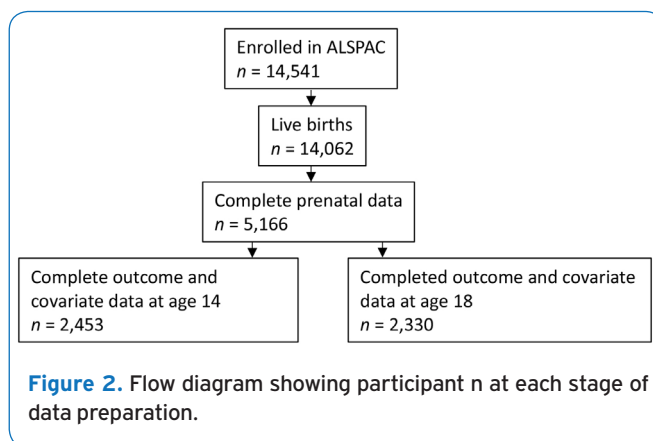 Enrolled in ALSPAC
n = 14,541
Live births
n = 14,062
Complete prenatal data
n = 5,166
Complete outcome and
covariate data at age 14
n = 2,453
Completed outcome and covariate
data at age 18
n = 2,330
Figure 2. Flow diagram showing participant n at each stage of
data preparation.